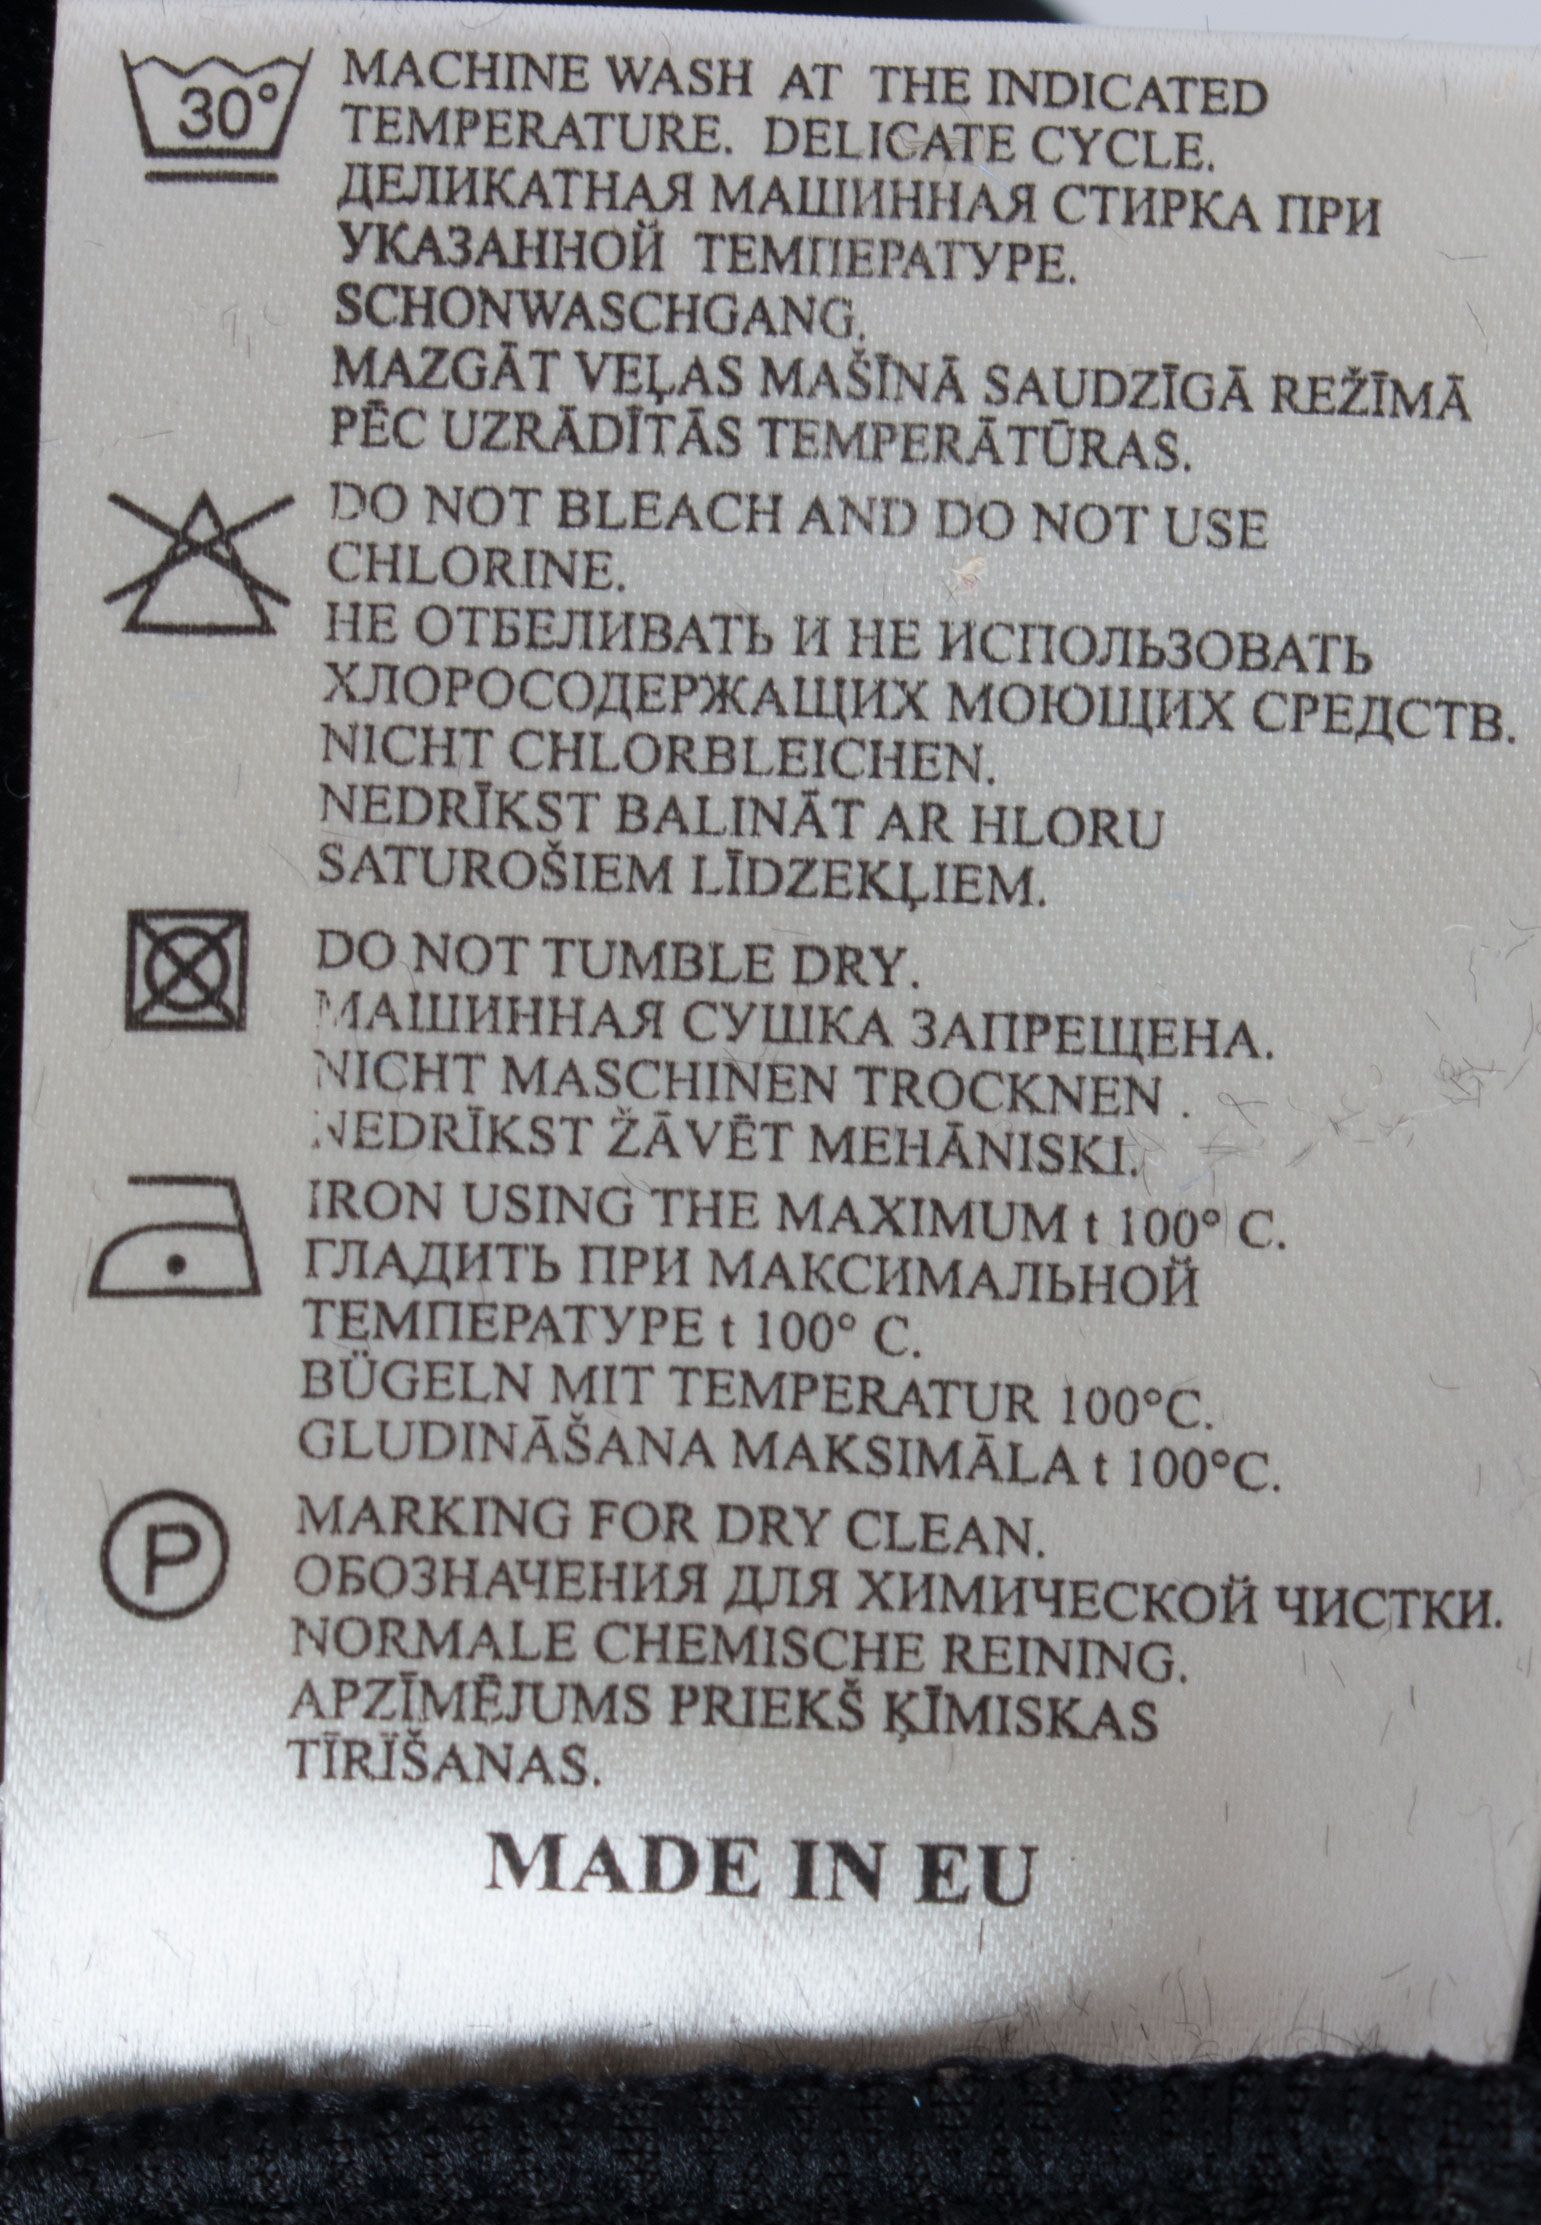 30°
MACHINE WASH AT THE INDICATED
TEMPERATURE. DELICATE CYCLE.
ДЕЛИКАТНАЯ МАШИННАЯ СТИРКА ПРИ
УКАЗАННОЙ ТЕМПЕРАТУРЕ.
SCHONWASCHGANG.
MAZGĀT VEĻAS MAŠĪNĀ SAUDZĪGĀ REŽĪMĀ
PĒC UZRĀDĪTĀS TEMPERĀTŪRAS.
DO NOT BLEACH AND DO NOT USE
CHLORINE.
НЕ ОТБЕЛИВАТЬ И НЕ ИСПОЛЬЗОВАТЬ
ХЛОРОСОДЕРЖАЩИХ МОЮЩИХ СРЕДСТВ.
NICHT CHLORBLEICHEN.
NEDRĪKST BALINĀT AR HLORU
SATUROŠIEM LĪDZEKĻIEM.
DO NOT TUMBLE DRY.
МАШИННАЯ СУШКА ЗАПРЕЩЕНА.
NICHT MASCHINEN TROCKNEN .
NEDRĪKST ŽĀVĒT MEHĀNISKI.
IRON USING THE MAXIMUM t 100° C.
ГЛАДИТЬ ПРИ МАКСИМАЛЬНОЙ
ТЕМПЕРАТУРЕ t 100° C.
BÜGELN MIT TEMPERATUR 100°C.
GLUDINĀŠANA MAKSIMĀLA t 100°C.
P
MARKING FOR DRY CLEAN.
ОБОЗНАЧЕНИЯ ДЛЯ ХИМИЧЕСКОЙ ЧИСТКИ.
NORMALE CHEMISCHE REINING.
APZĪMĒJUMS PRIEKŠ ĶĪMISKAS
TĪRĪŠANAS.
MADE IN EU